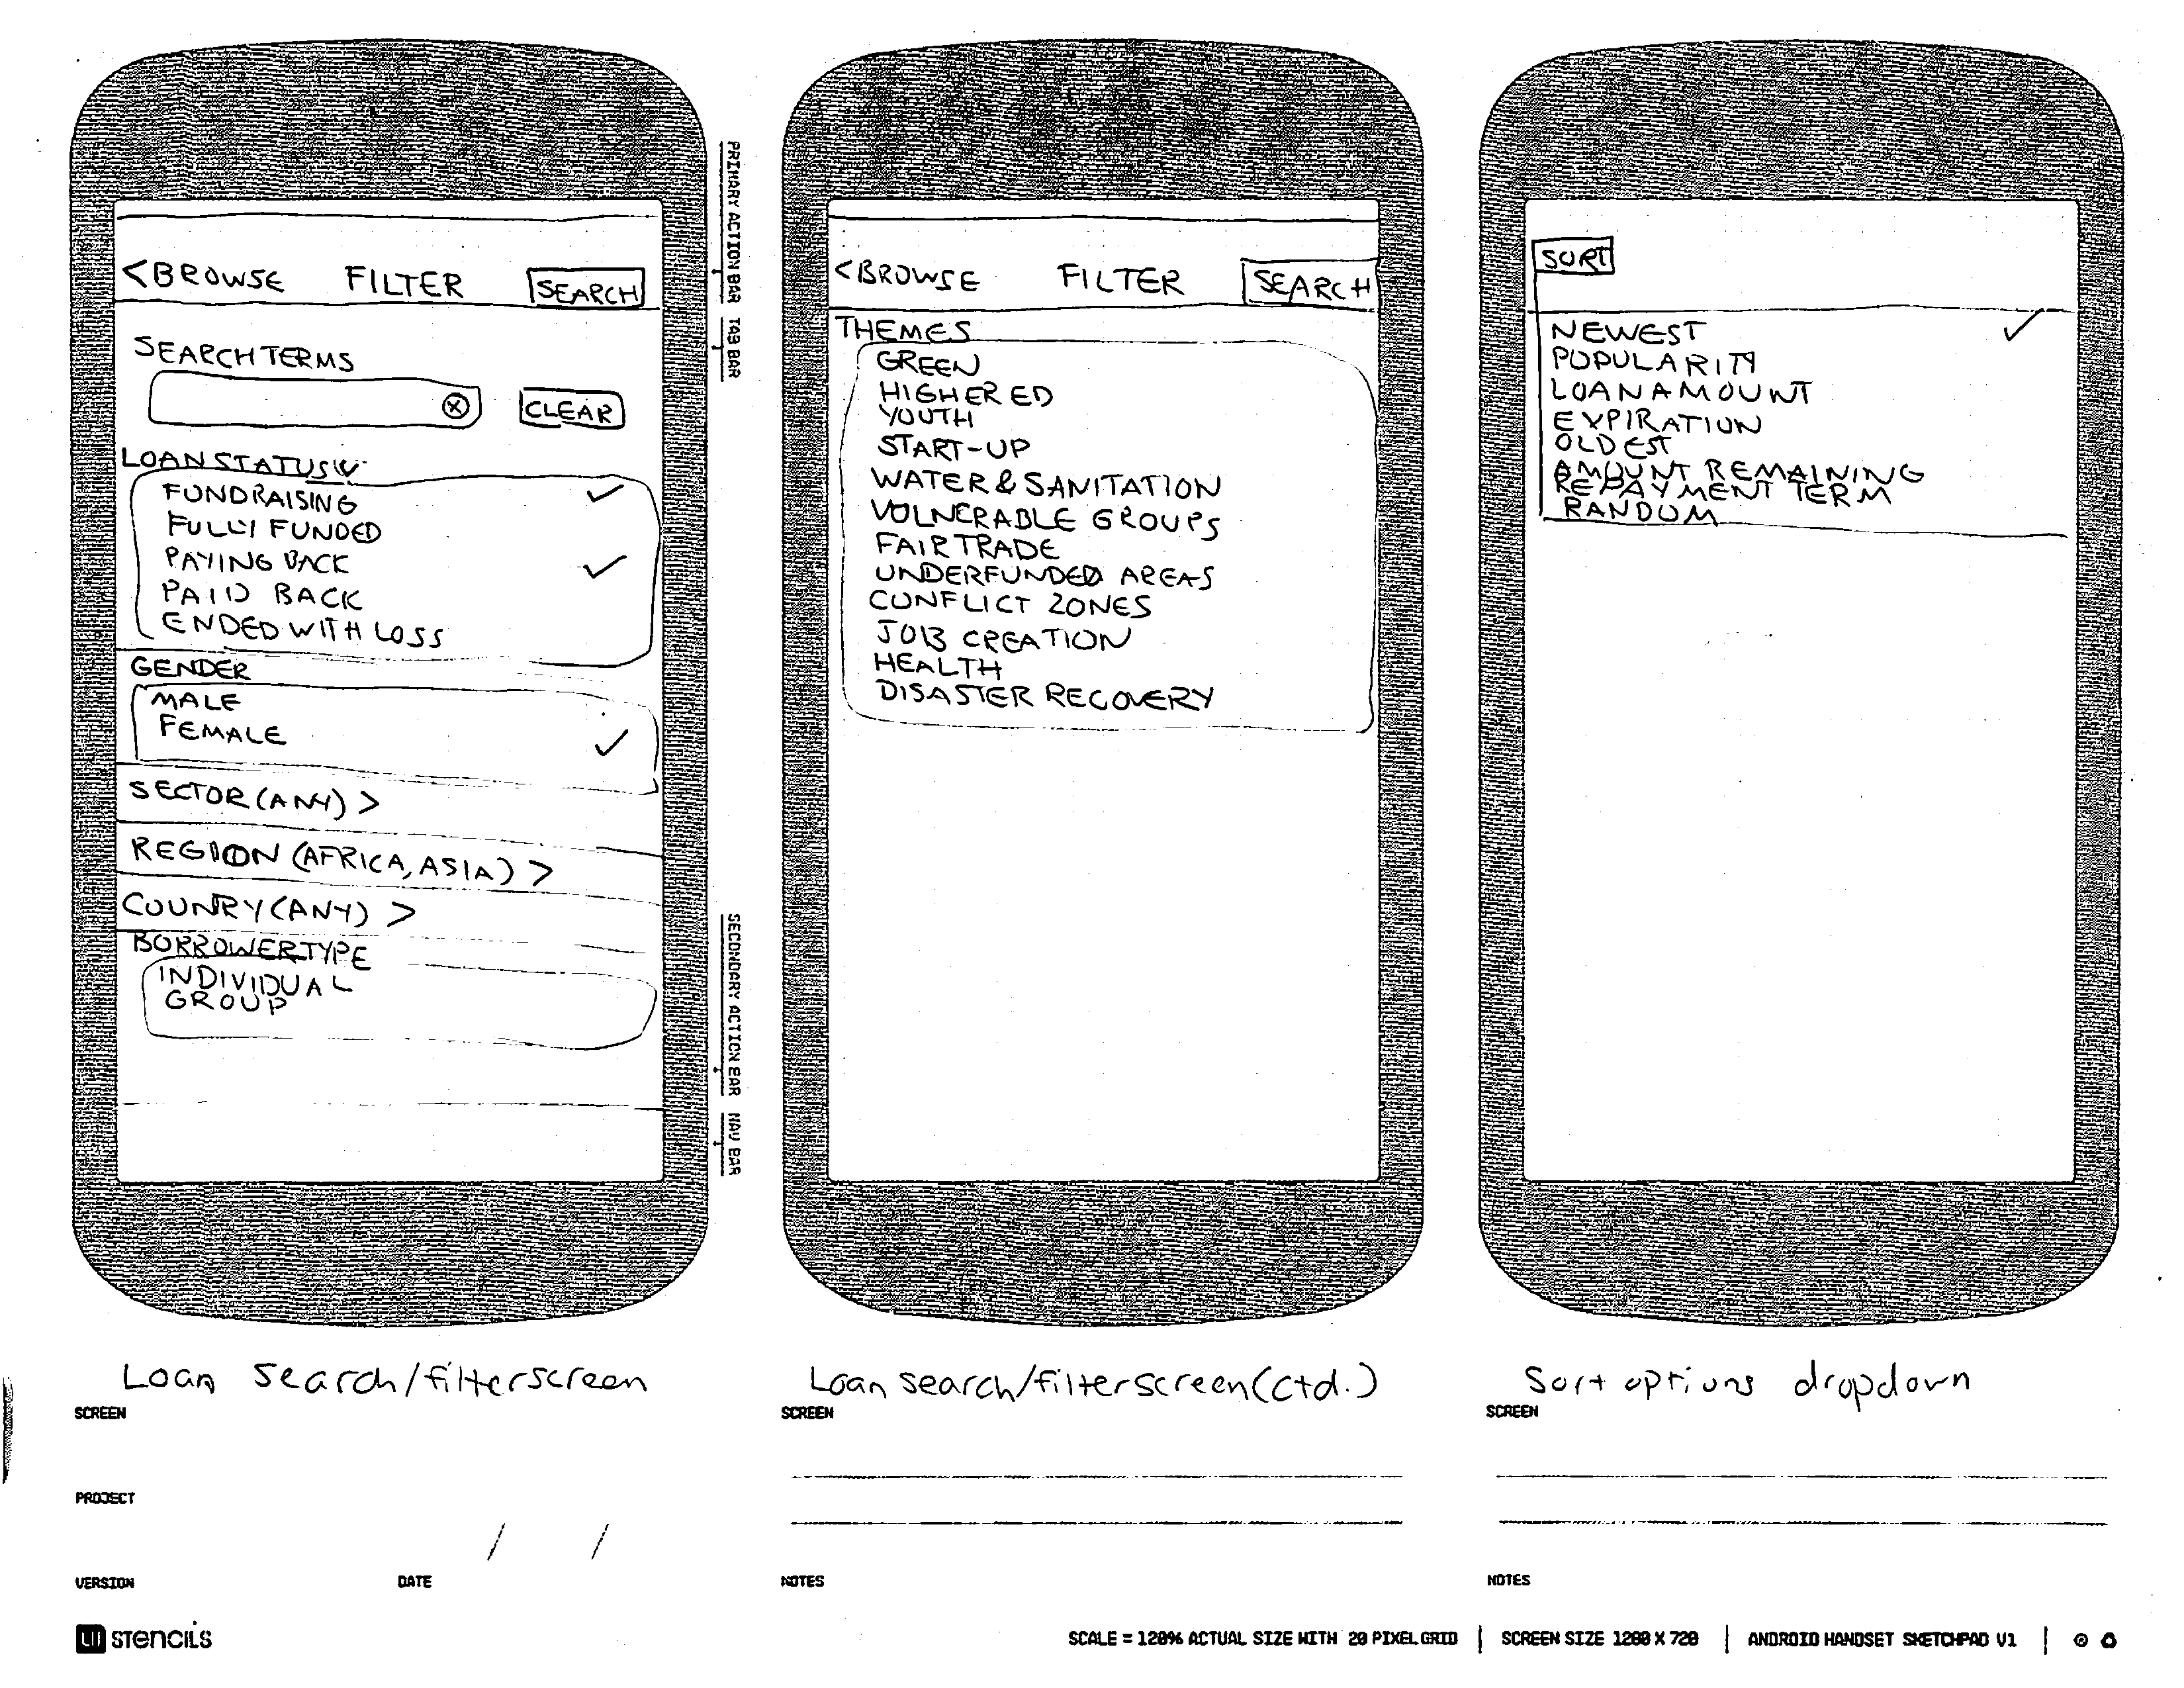 <BROWSE FILTER SEARCH
SEARCH TERMS
CLEAR
LOAN STATUS
FUNDRAISING
FULLY FUNDED
PAYING BACK
PAID BACK
ENDED WITH LOSS
GENDER
MALE
FEMALE
SECTOR (ANY) >
REGION (AFRICA, ASIA) >
COUNRY (ANY) >
BORROWER TYPE
INDIVIDUAL
GROUP
PRIMARY ACTION BAR
TAB BAR
SECONDARY ACTION BAR
NAV BAR
Loan Search/filter screen
SCREEN
PROJECT
/ /
VERSION DATE
<BROWSE FILTER SEARCH
THEMES
GREEN
HIGHER ED
YOUTH
START-UP
WATER & SANITATION
VOLNERABLE GROUPS
FAIR TRADE
UNDERFUNDED AREAS
CONFLICT ZONES
JOB CREATION
HEALTH
DISASTER RECOVERY
Loan search/filter screen (ctd.)
SCREEN
NOTES
SORT
NEWEST
POPULARITY
LOAN AMOUNT
EXPIRATION
OLDEST
AMOUNT REMAINING
REPAYMENT TERM
RANDOM
Sort options dropdown
SCREEN
NOTES
UI STENCILS
SCALE = 120% ACTUAL SIZE WITH 20 PIXEL GRID | SCREEN SIZE 1280 X 720 | ANDROID HANDSET SKETCHPAD V1 |